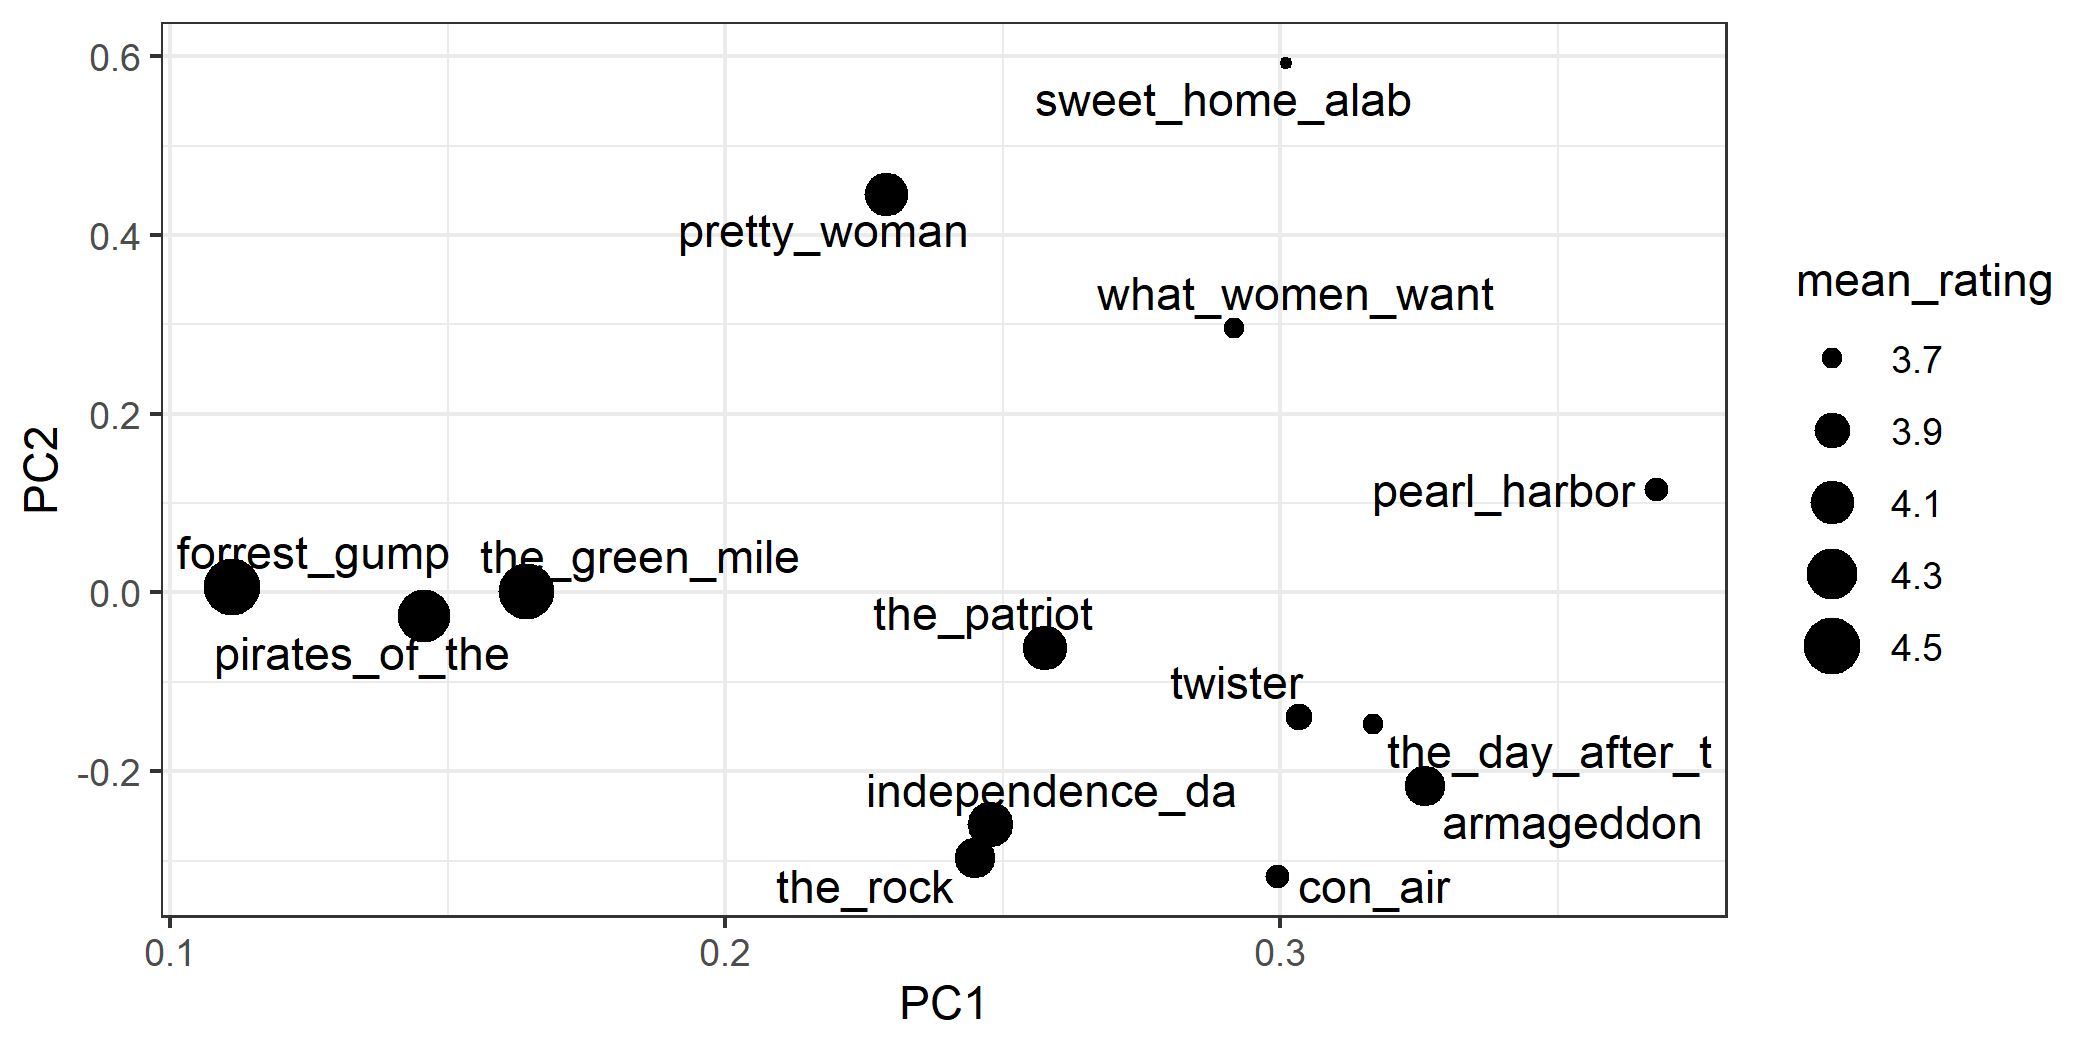 0.6
0.4
0.2
0.0
-0.2
PC2
sweet_home_alab
pretty_woman
what_women_want
pearl_harbor
forrest_gump
the_green_mile
the_patriot
pirates_of_the
twister
the_day_after_t
independence_da
armageddon
the_rock
con_air
0.1
0.2
0.3
PC1
mean_rating
3.7
3.9
4.1
4.3
4.5